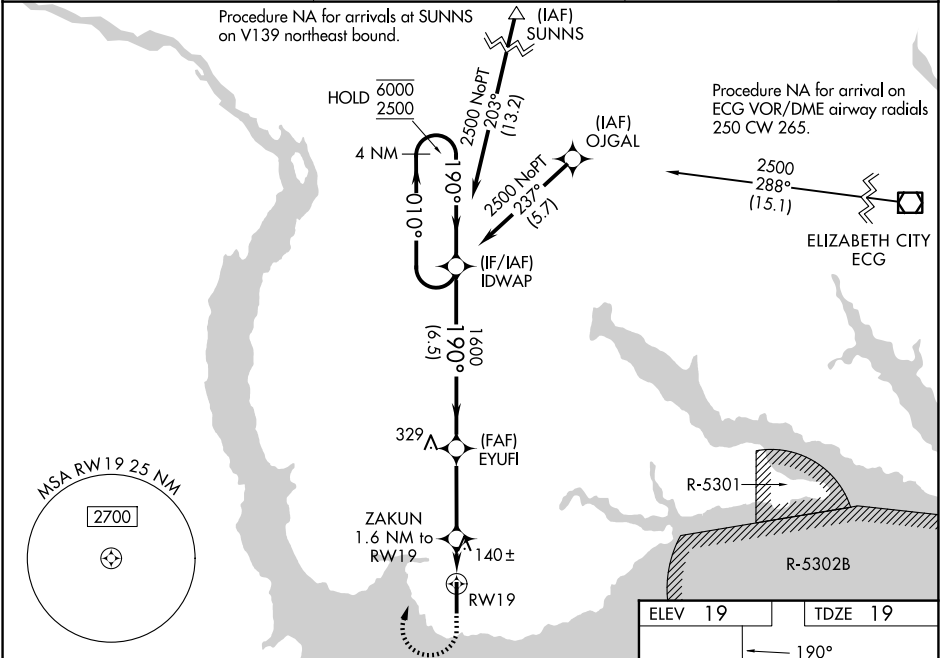 Procedure NA for arrivals at SUNNS
on V139 northeast bound.
(IAF)
SUNNS
HOLD
6000
2500
4 NM
2500 NoPT
203°
(13.2)
(IAF)
OJGAL
2500 NoPT
237°
(5.7)
Procedure NA for arrival on
ECG VOR/DME airway radials
250 CW 265.
2500
288°
(15.1)
ELIZABETH CITY
ECG
190°
010°
(IF/IAF)
IDWAP
1600
190°
(6.5)
329
(FAF)
EYUFI
MSA RW19 25 NM
2700
ZAKUN
1.6 NM to
RW19
140±
RW19
R-5301
R-5302B
ELEV 19
TDZE 19
190°